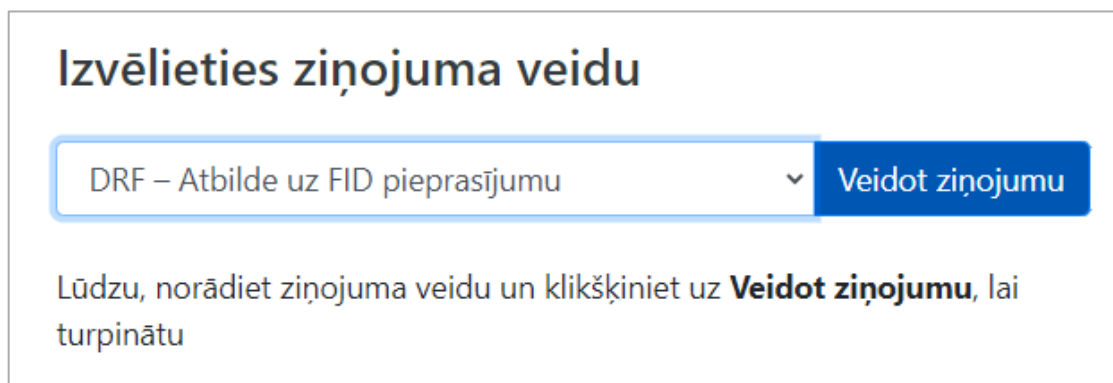 Izvēlieties ziņojuma veidu
DRF – Atbilde uz FID pieprasījumu
Veidot ziņojumu
Lūdzu, norādiet ziņojuma veidu un klikšķiniet uz Veidot ziņojumu, lai
turpinātu